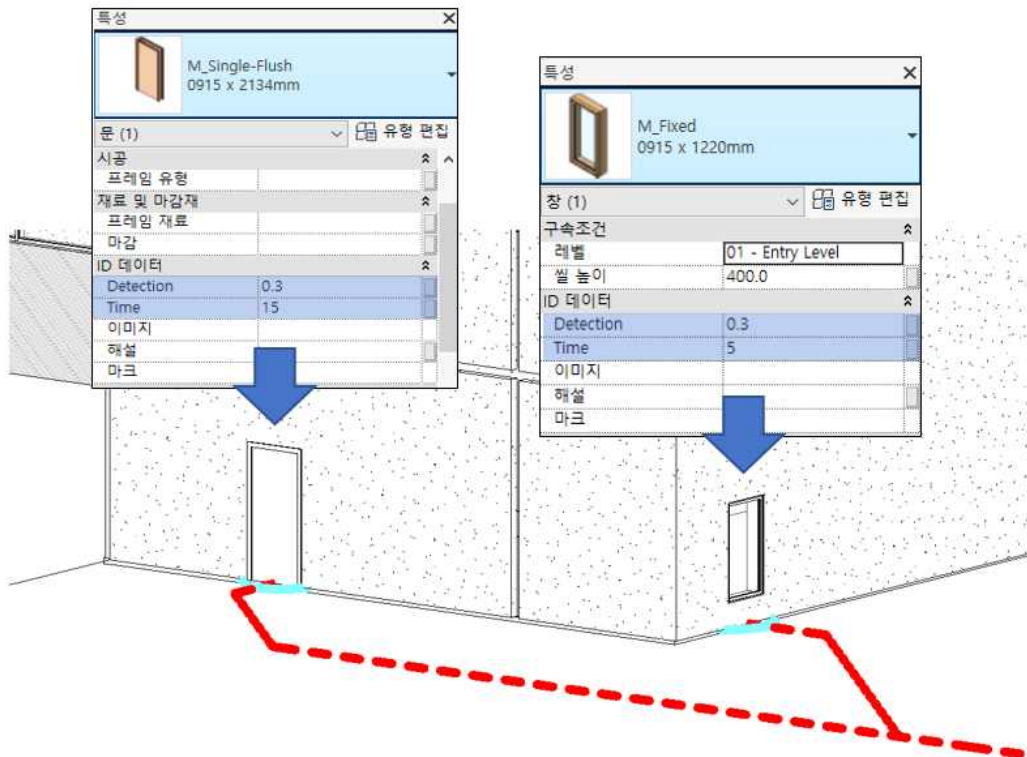 특성
M_Single-Flush
0915 x 2134mm
문 (1)
유형 편집
시공
프레임 유형
재료 및 마감재
프레임 재료
마감
ID 데이터
Detection 0.3
Time 15
이미지
해설
마크
특성
M_Fixed
0915 x 1220mm
창 (1)
유형 편집
구속조건
레벨 01 - Entry Level
씰 높이 400.0
ID 데이터
Detection 0.3
Time 5
이미지
해설
마크